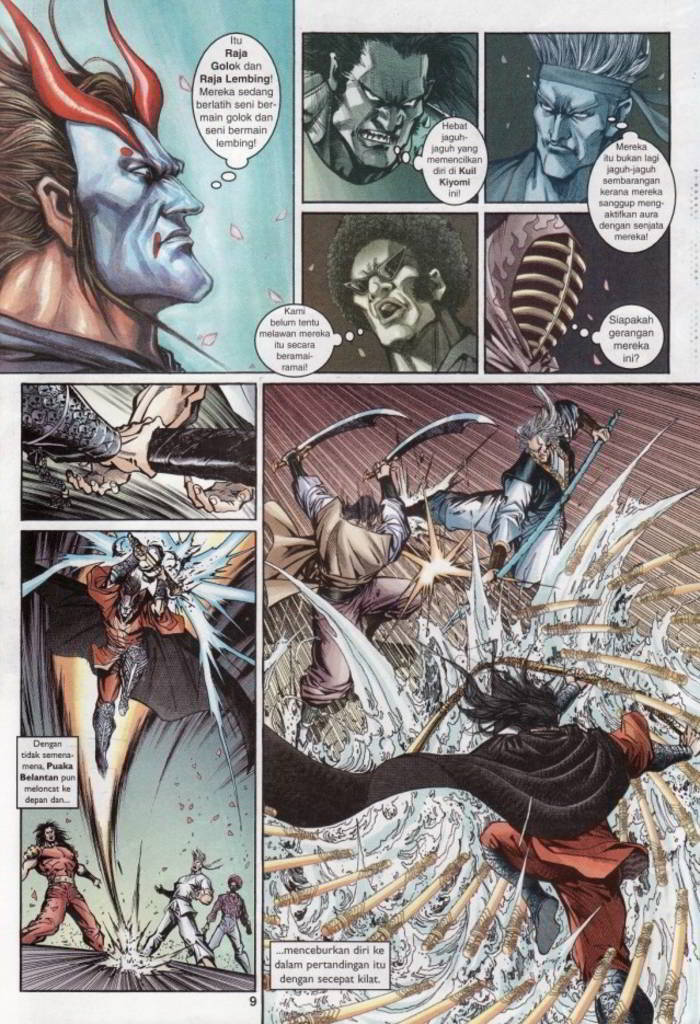 Itu
Raja
Golok dan
Raja Lembing!
Mereka sedang
berlatih seni ber-
main golok dan
seni bermain
lembing!
Hebat
jaguh-
jaguh yang
memencilkan
diri di Kuil
Kiyomi
ini!
Mereka
itu bukan lagi
jaguh-jaguh
sembarangan
kerana mereka
sanggup meng-
aktifkan aura
dengan senjata
mereka!
Kami
belum tentu
melawan mereka
itu secara
beramai-
ramai!
Siapakah
gerangan
mereka
ini?
Dengan
tidak semena-
mena, Puaka
Belantan pun
meloncat ke
depan dan...
...menceburkan diri ke
dalam pertandingan itu
dengan secepat kilat.
9